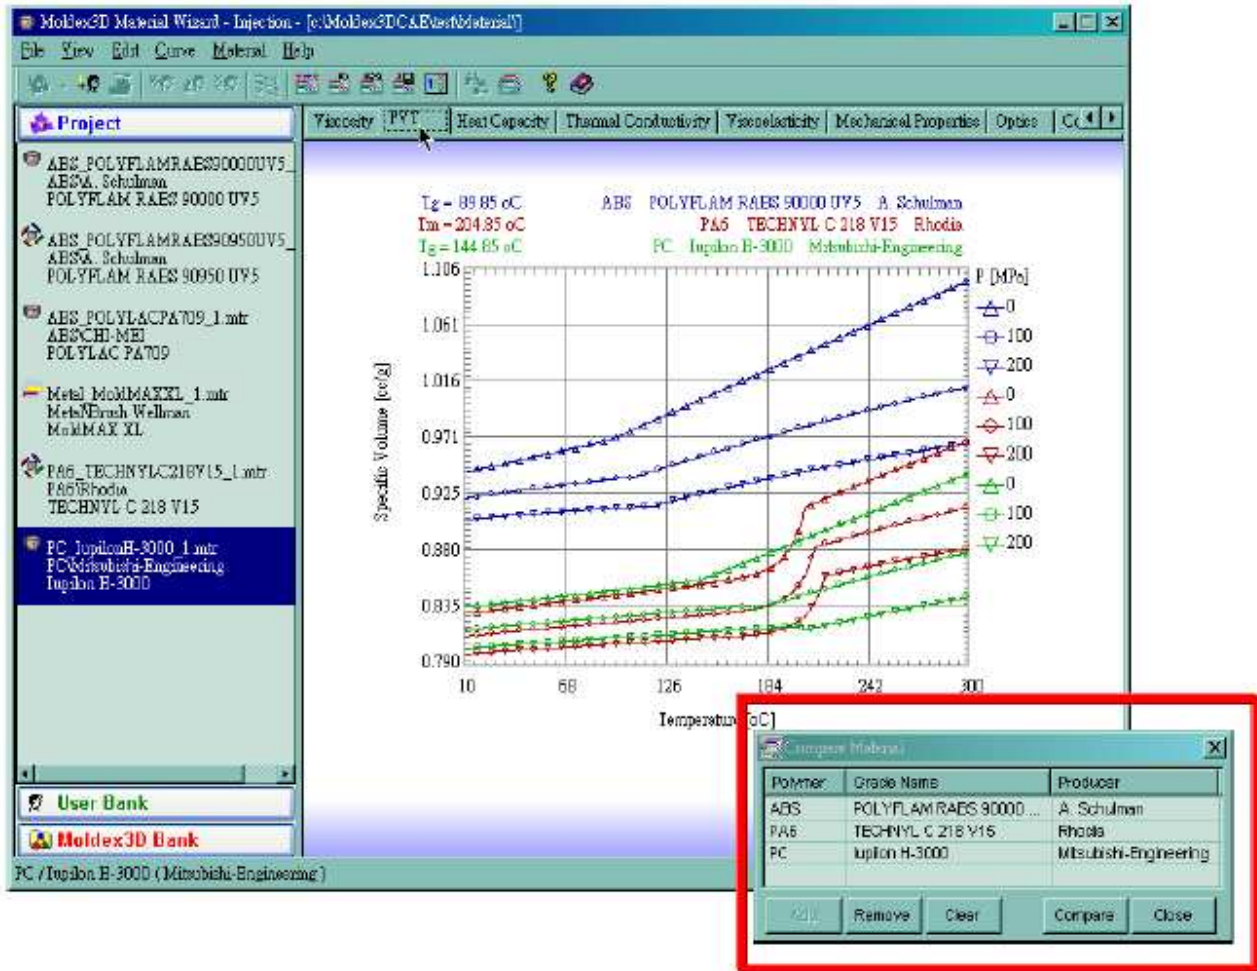 Moldex3D Material Wizard - Injection - [c:\Moldex3DCAE\test\Material\]
File View Edit Curve Material Help
Project
ABS_POLYFLAMRABS90000UV5_
ABS\A. Schulman
POLYFLAM RABS 90000 UV5
ABS_POLYFLAMRABS90950UV5_
ABS\A. Schulman
POLYFLAM RABS 90950 UV5
ABS_POLYLACPA709_1.mtr
ABS\CHI-MEI
POLYLAC PA709
Metal_MoldMAXXL_1.mtr
Metal\Brush Wellman
MoldMAX XL
PA6_TECHNYLC218V15_1.mtr
PA6\Rhodia
TECHNYL C 218 V15
PC_IupilonH-3000_1.mtr
PC\Mitsubishi-Engineering
Iupilon H-3000
User Bank
Moldex3D Bank
PC / Iupilon H-3000 ( Mitsubishi-Engineering )
Viscosity PVT Heat Capacity Thermal Conductivity Viscoelasticity Mechanical Properties Optics
Tg = 89.85 oC ABS POLYFLAM RABS 90000 UV5 A. Schulman
Tm = 204.85 oC PA6 TECHNYL C 218 V15 Rhodia
Tg = 144.85 oC PC Iupilon H-3000 Mitsubishi-Engineering
P [MPa]
0
100
200
0
100
200
0
100
200
1.106
1.061
1.016
0.971
0.925
0.880
0.835
0.790
Specific Volume [cc/g]
10 68 126 184 242 300
Temperature [oC]
Compare Material
Polymer Grade Name Producer
ABS POLYFLAM RABS 90000 ... A. Schulman
PA6 TECHNYL C 218 V15 Rhodia
PC Iupilon H-3000 Mitsubishi-Engineering
Add Remove Clear Compare Close